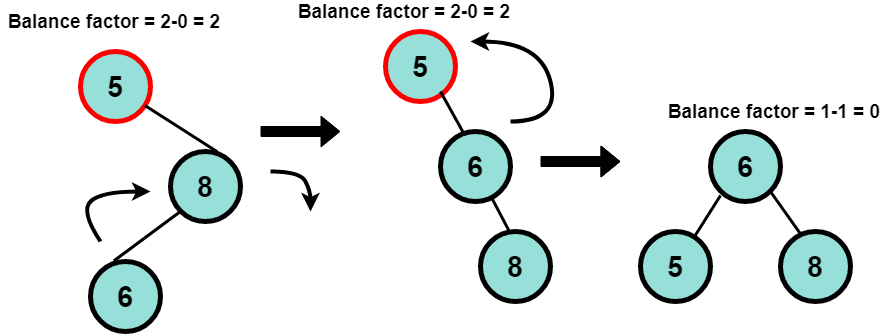 Balance factor = 2-0 = 2
5
8
6
Balance factor = 2-0 = 2
5
6
8
Balance factor = 1-1 = 0
6
5 8